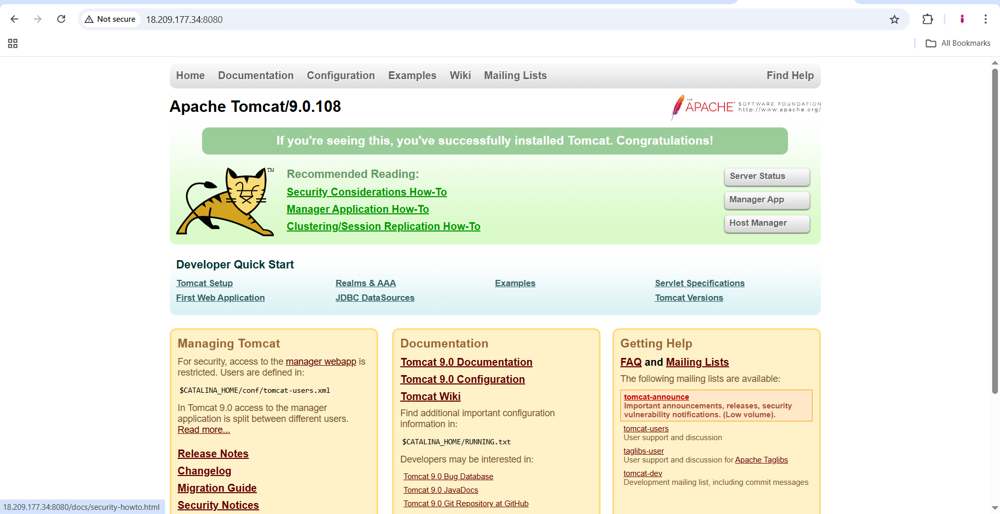 Not secure
18.209.177.34:8080
All Bookmarks
Home Documentation Configuration Examples Wiki Mailing Lists Find Help
Apache Tomcat/9.0.108
THE
APACHE SOFTWARE FOUNDATION
http://www.apache.org/
If you're seeing this, you've successfully installed Tomcat. Congratulations!
TM
Recommended Reading:
Security Considerations How-To
Manager Application How-To
Clustering/Session Replication How-To
Server Status
Manager App
Host Manager
Developer Quick Start
Tomcat Setup
First Web Application
Realms & AAA
JDBC DataSources
Examples
Servlet Specifications
Tomcat Versions
Managing Tomcat
For security, access to the manager webapp is
restricted. Users are defined in:
$CATALINA_HOME/conf/tomcat-users.xml
In Tomcat 9.0 access to the manager
application is split between different users.
Read more...
Release Notes
Changelog
Migration Guide
Security Notices
Documentation
Tomcat 9.0 Documentation
Tomcat 9.0 Configuration
Tomcat Wiki
Find additional important configuration
information in:
$CATALINA_HOME/RUNNING.txt
Developers may be interested in:
Tomcat 9.0 Bug Database
Tomcat 9.0 JavaDocs
Tomcat 9.0 Git Repository at GitHub
Getting Help
FAQ and Mailing Lists
The following mailing lists are available:
tomcat-announce
Important announcements, releases, security
vulnerability notifications. (Low volume).
tomcat-users
User support and discussion
taglibs-user
User support and discussion for Apache Taglibs
tomcat-dev
Development mailing list, including commit messages
18.209.177.34:8080/docs/security-howto.html